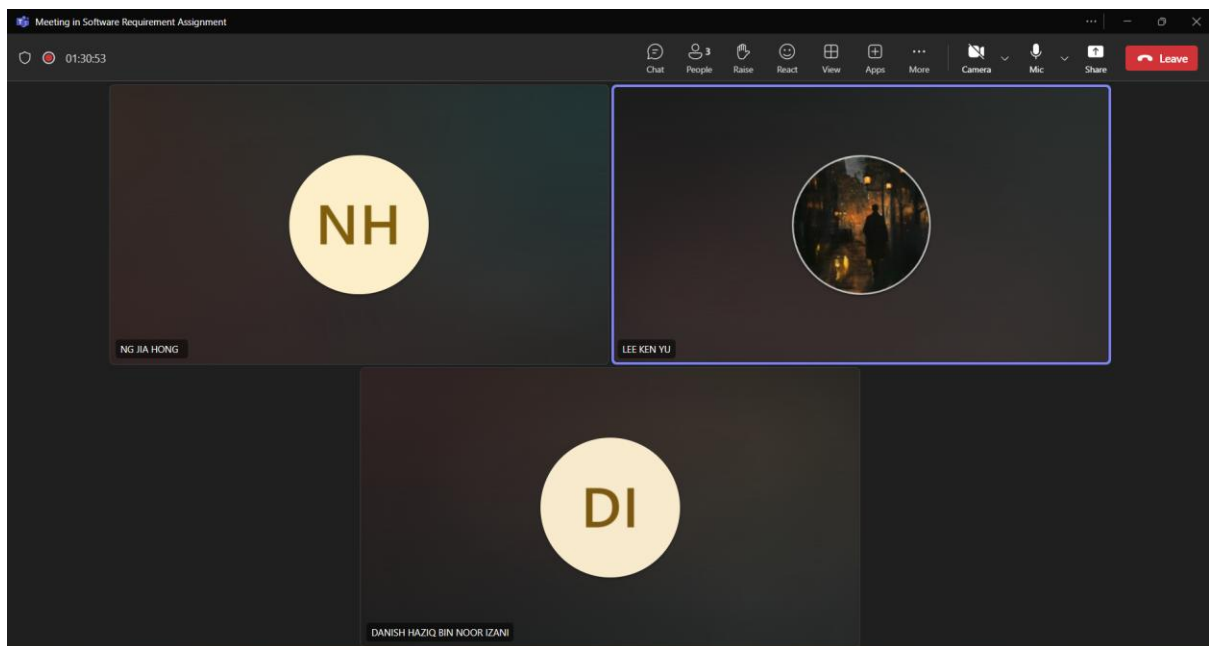 Meeting in Software Requirement Assignment
01:30:53
3
Chat People Raise React View Apps More Camera Mic Share Leave
NH
NG JIA HONG
LEE KEN YU
DI
DANISH HAZIQ BIN NOOR IZANI